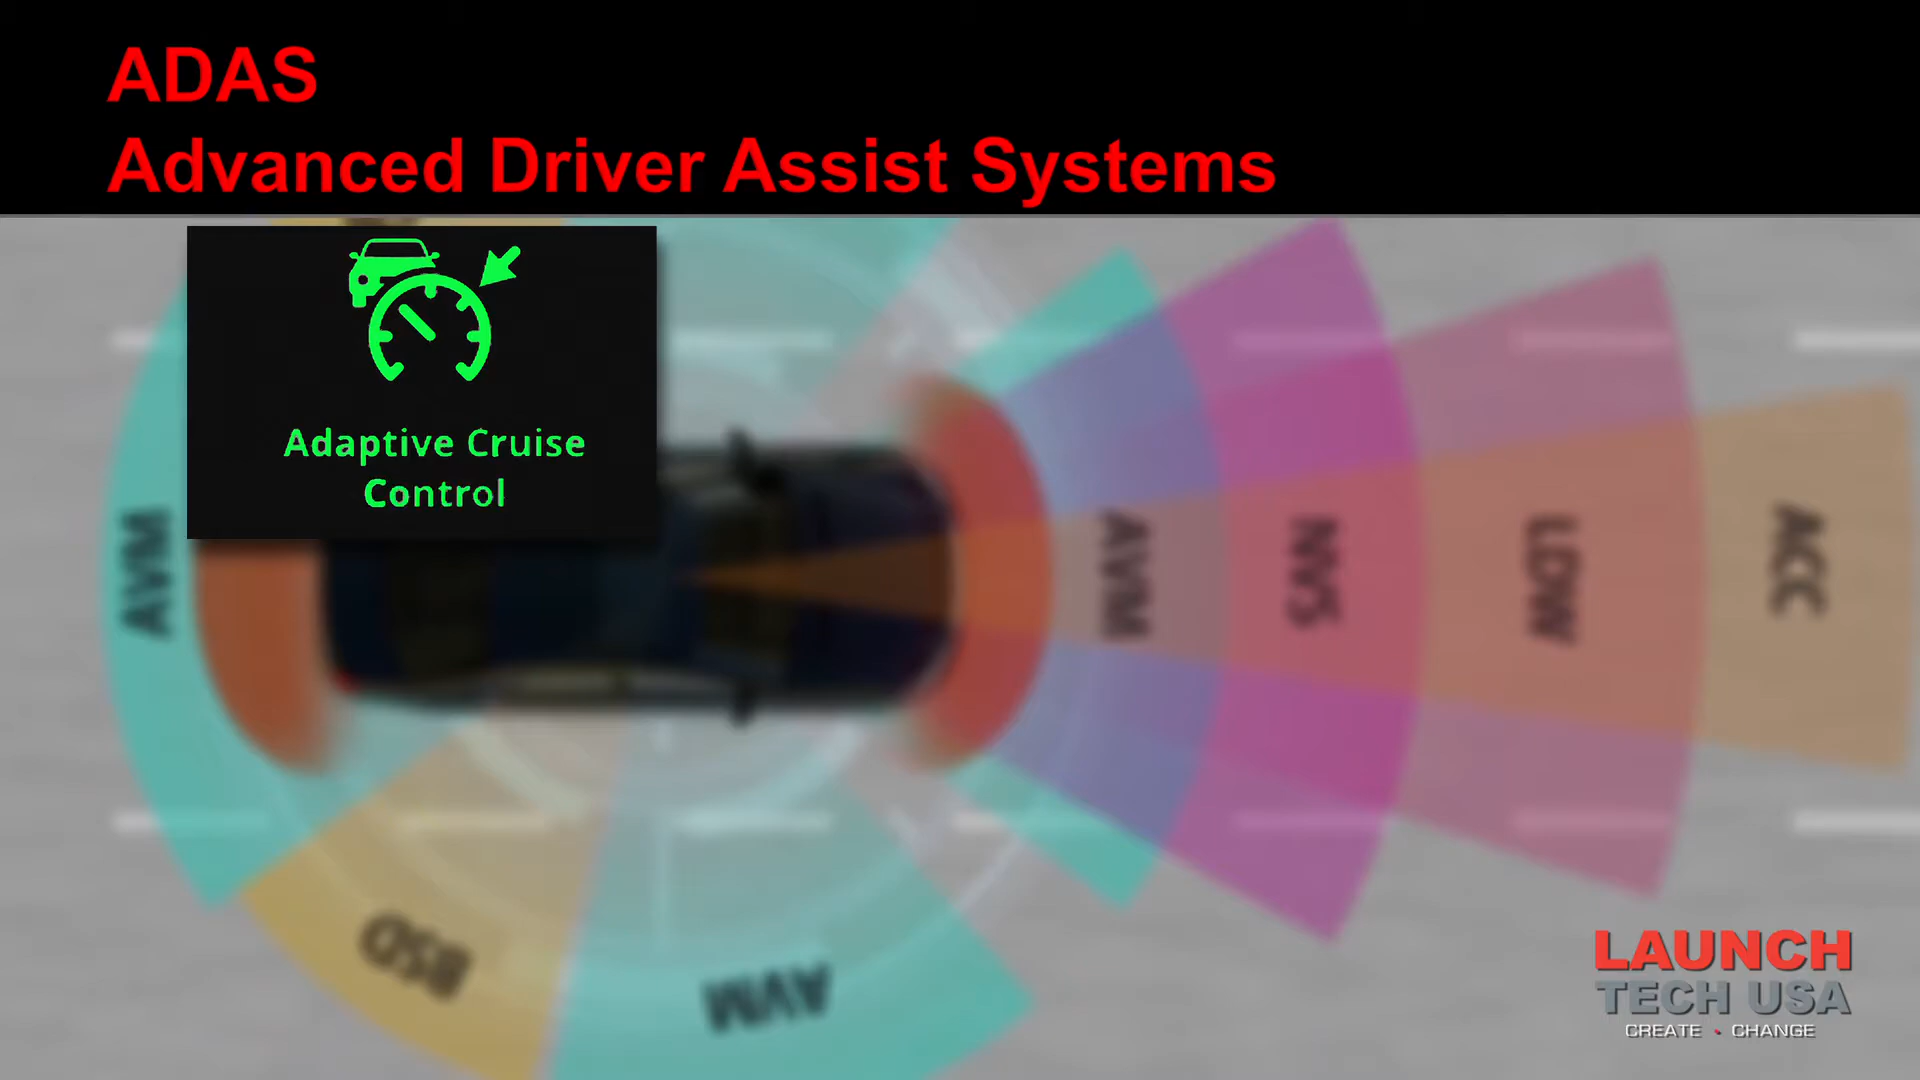 ADAS
Advanced Driver Assist Systems
Adaptive Cruise
Control
AVM
AVM
NVS
LDW
ACC
BSD
AVM
LAUNCH
TECH USA
CREATE • CHANGE